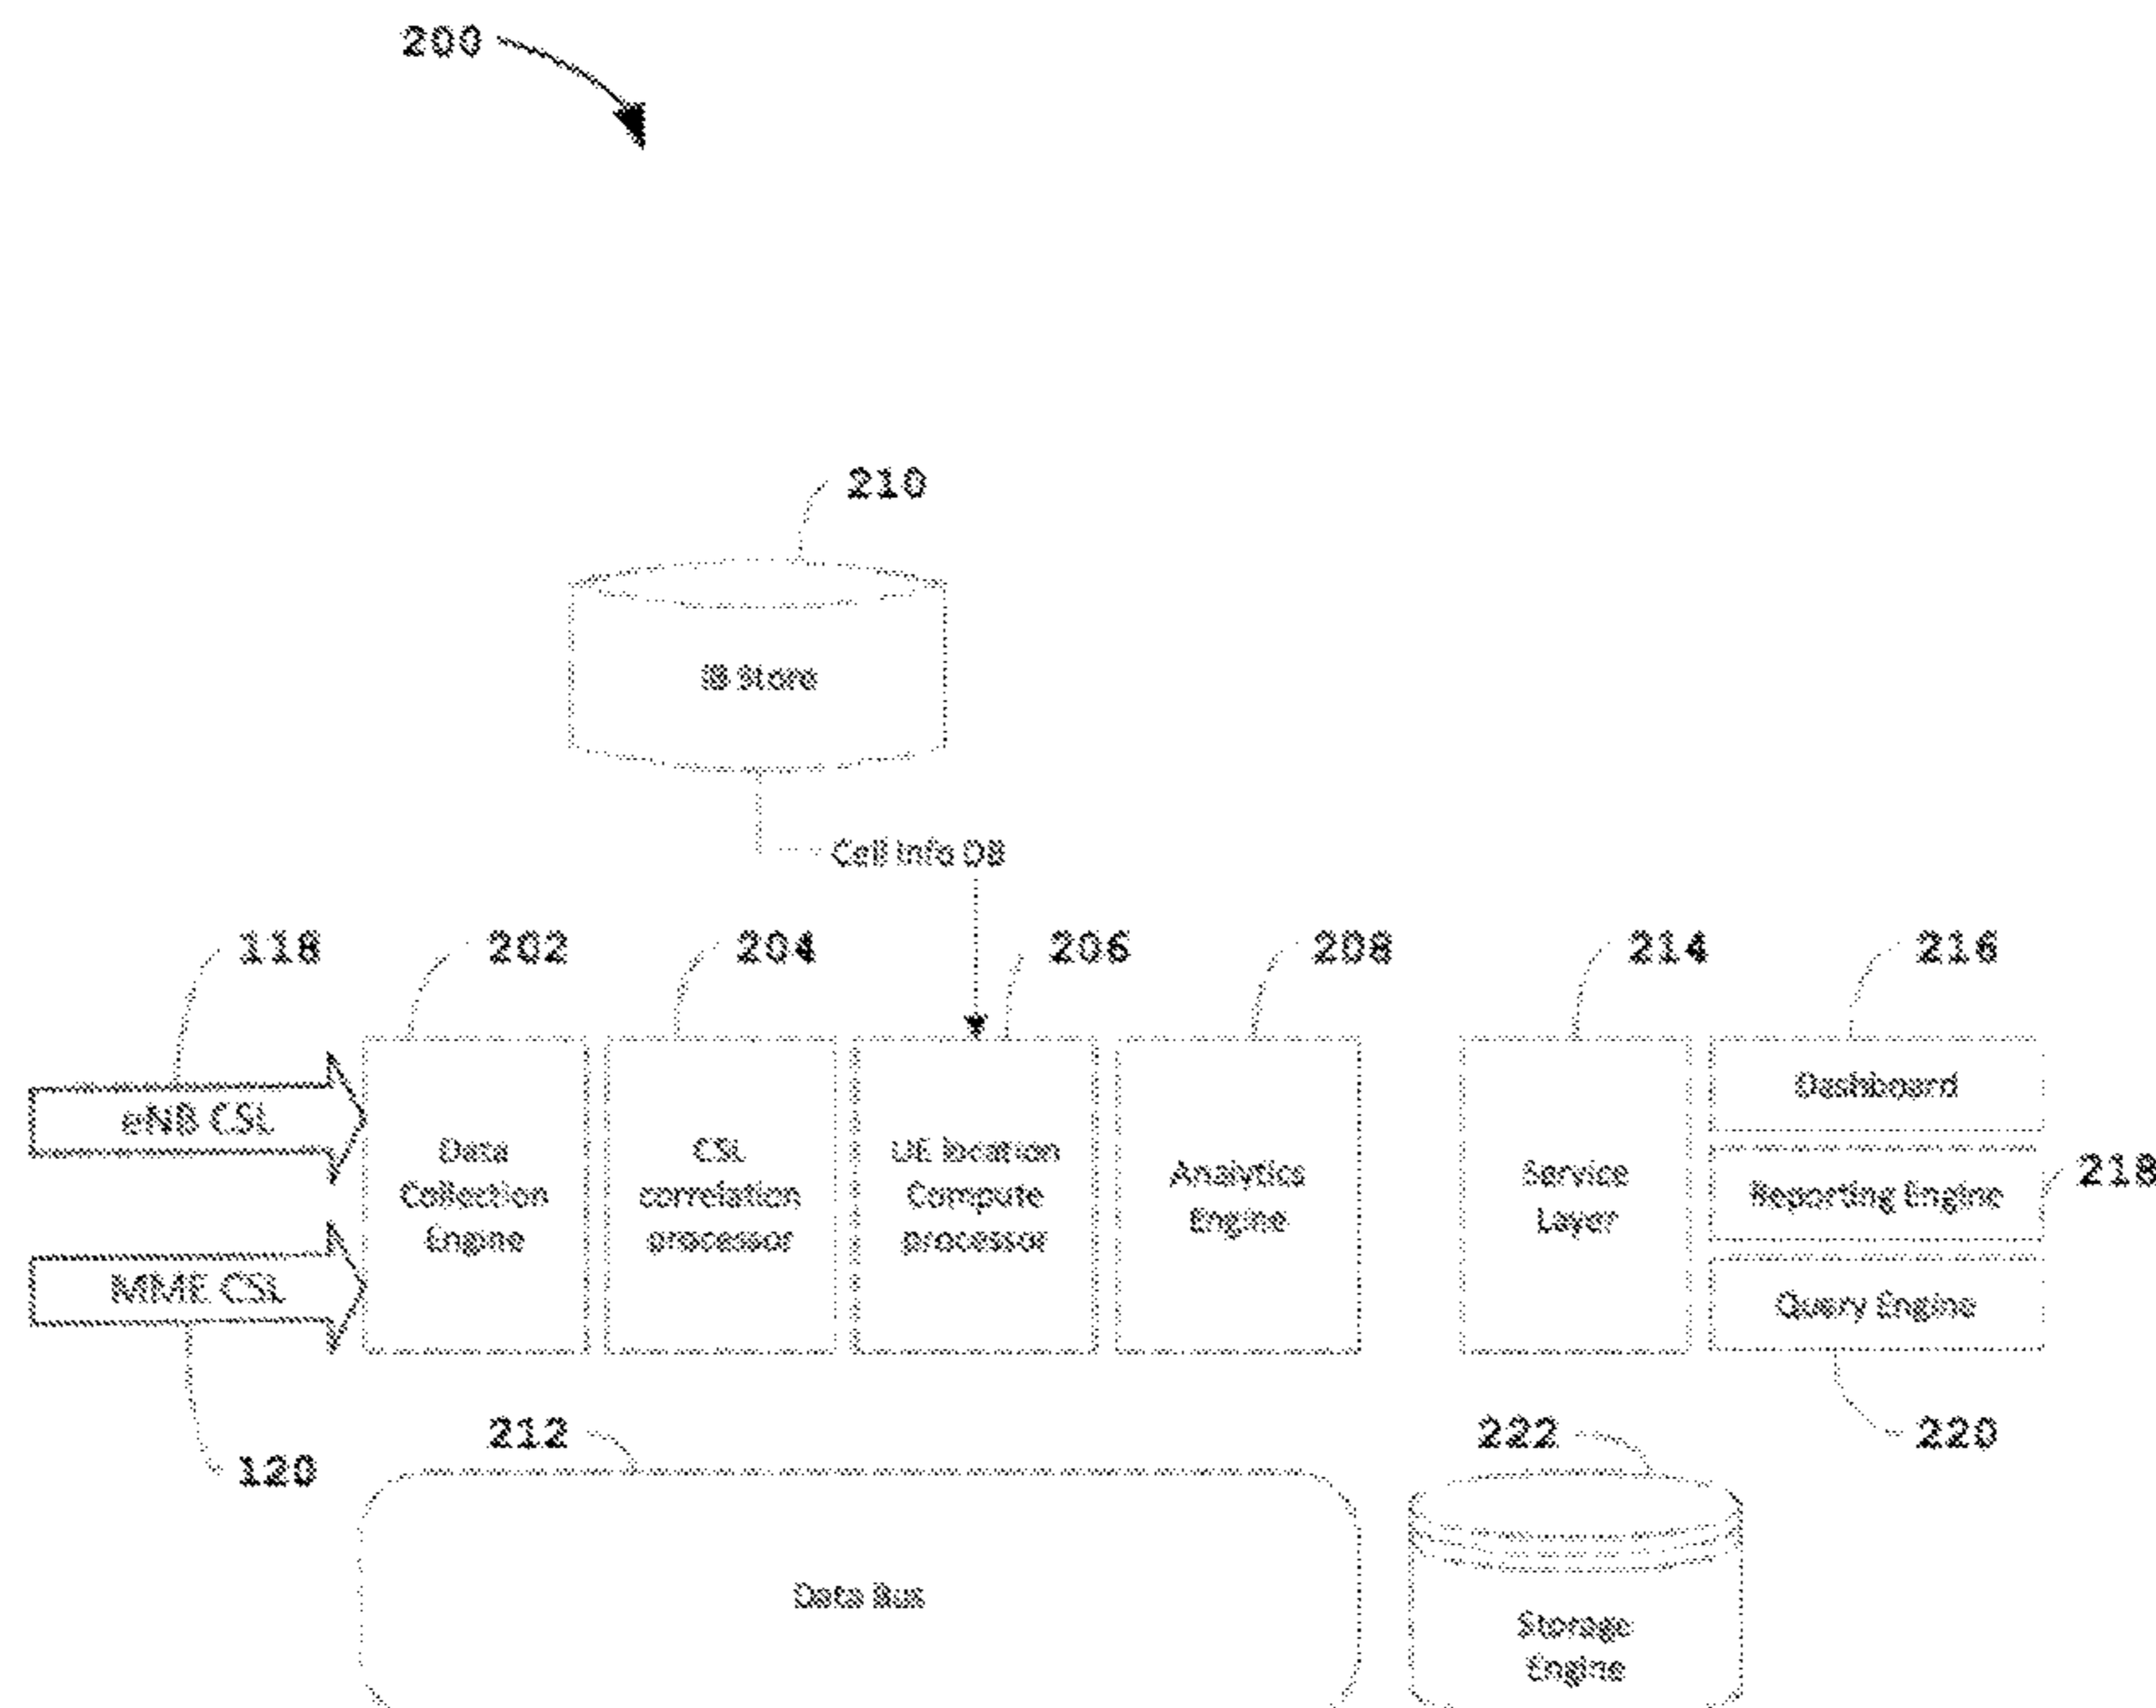 200
210
Store
Cell Info DB
118
202
204
206
208
214
216
eNB CSL
MME CSL
Data
Collection
Engine
CSL
correlation
processor
UE location
Compute
processor
Analytics
Engine
Service
Layer
Dashboard
Reporting Engine
218
Query Engine
120
212
222
220
Data Bus
Storage
Engine